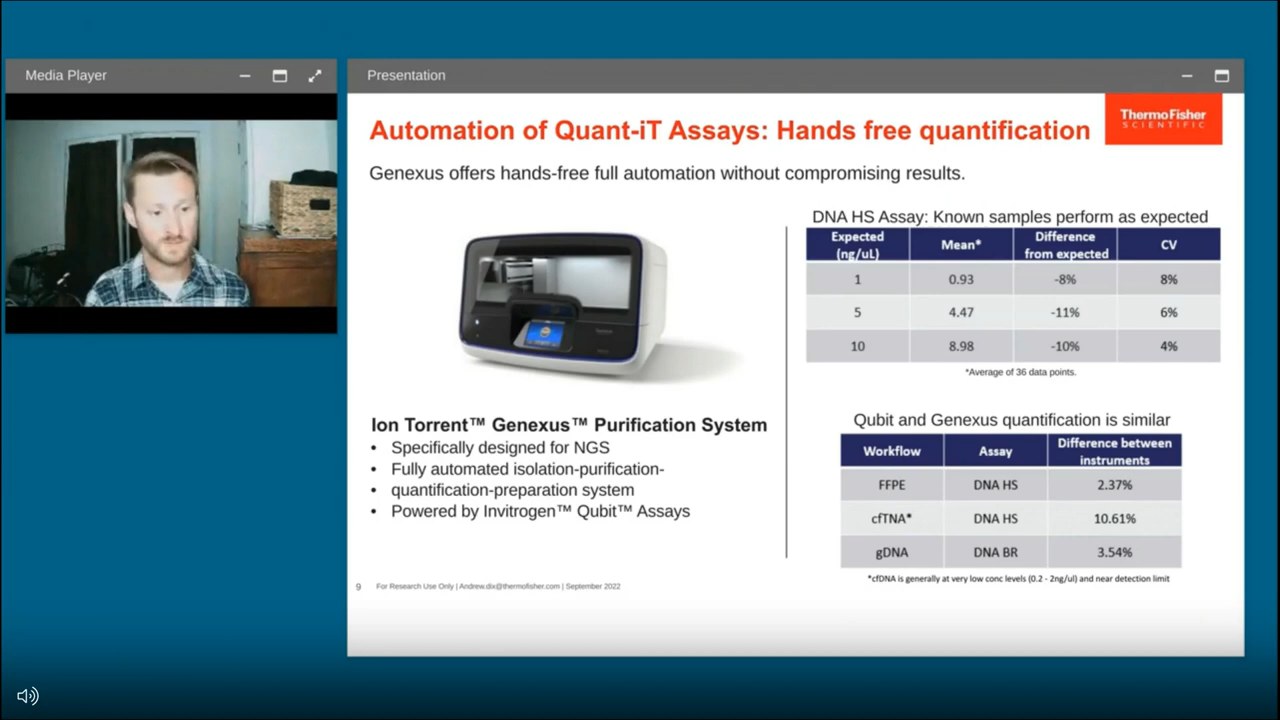 Media Player
Presentation
Automation of Quant-iT Assays: Hands free quantification
ThermoFisher
SCIENTIFIC
Genexus offers hands-free full automation without compromising results.
Ion Torrent™ Genexus™ Purification System
• Specifically designed for NGS
• Fully automated isolation-purification-
• quantification-preparation system
• Powered by Invitrogen™ Qubit™ Assays
DNA HS Assay: Known samples perform as expected
Expected (ng/uL) Mean* Difference from expected CV
1 0.93 -8% 8%
5 4.47 -11% 6%
10 8.98 -10% 4%
*Average of 36 data points.
Qubit and Genexus quantification is similar
Workflow Assay Difference between instruments
FFPE DNA HS 2.37%
cfTNA* DNA HS 10.61%
gDNA DNA BR 3.54%
*cfDNA is generally at very low conc levels (0.2 - 2ng/ul) and near detection limit
9 For Research Use Only | Andrew.dix@thermofisher.com | September 2022